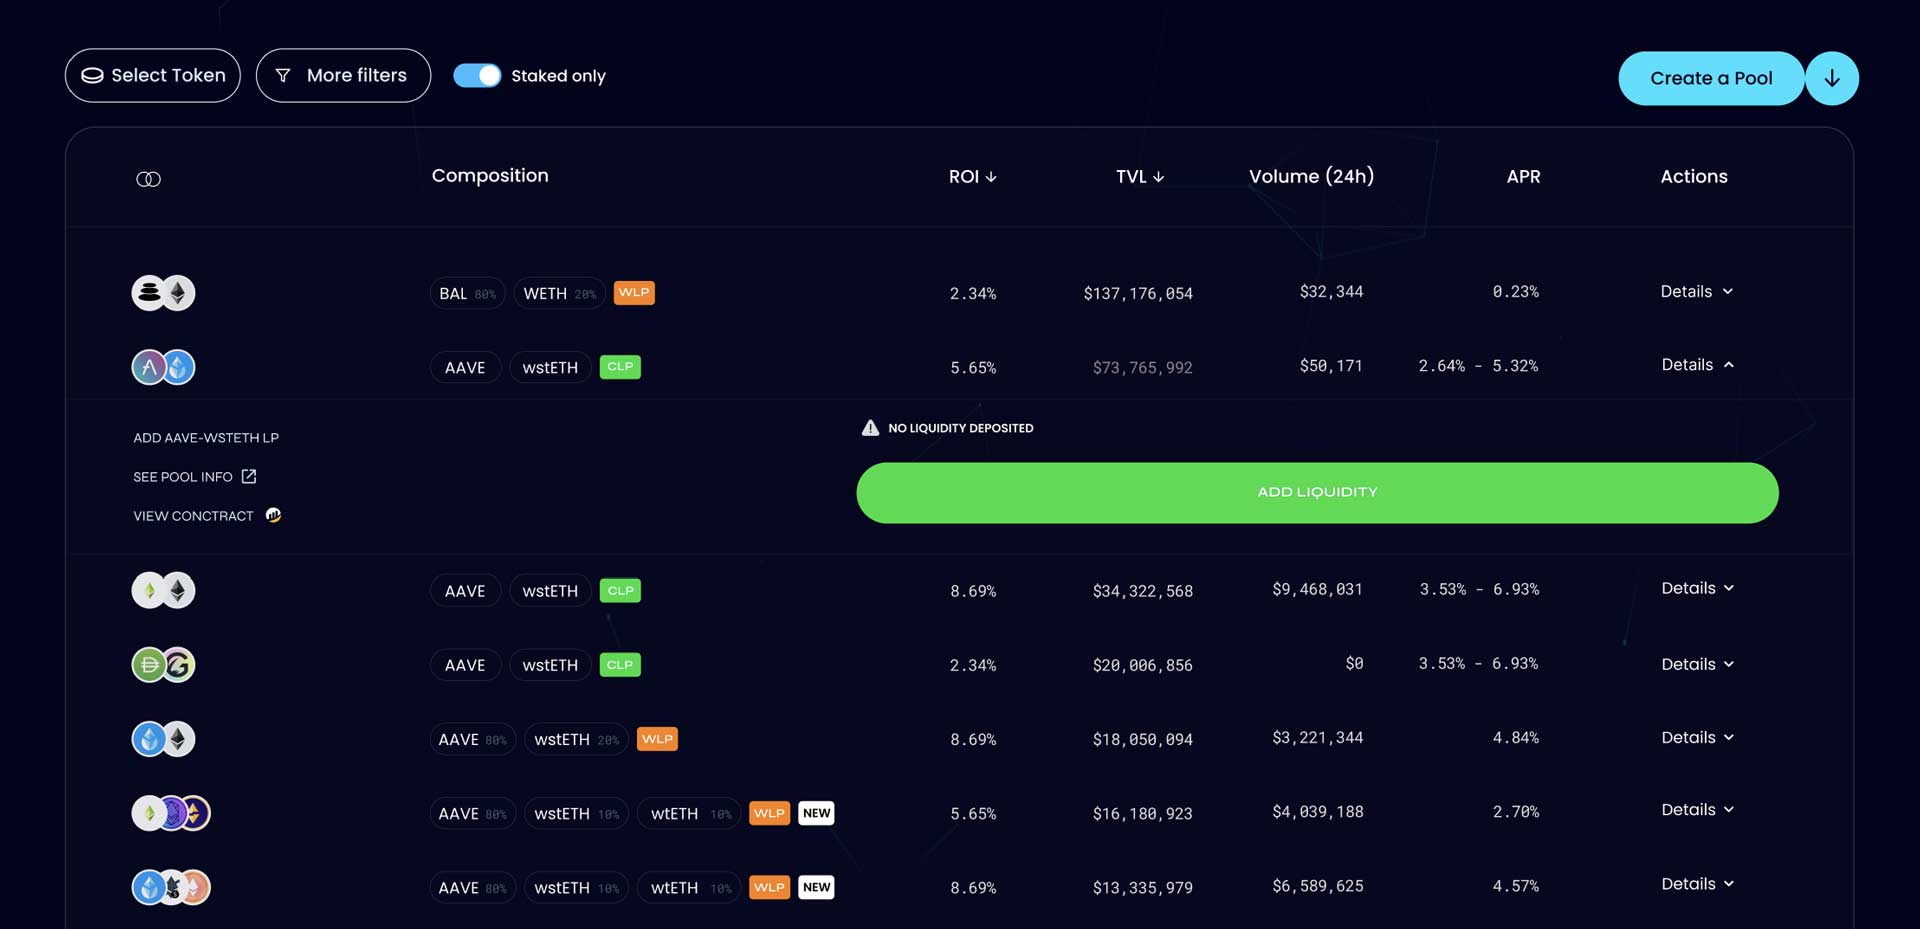 Select Token More filters Staked only Create a Pool
Composition ROI TVL Volume (24h) APR Actions
BAL 80% WETH 20% WLP 2.34% $137,176,054 $32,344 0.23% Details
AAVE wstETH CLP 5.65% $73,765,992 $50,171 2.64% - 5.32% Details
NO LIQUIDITY DEPOSITED
ADD AAVE-WSTETH LP
SEE POOL INFO
ADD LIQUIDITY
VIEW CONCTRACT
AAVE wstETH CLP 8.69% $34,322,568 $9,468,031 3.53% - 6.93% Details
AAVE wstETH CLP 2.34% $20,006,856 $0 3.53% - 6.93% Details
AAVE 80% wstETH 20% WLP 8.69% $18,050,094 $3,221,344 4.84% Details
AAVE 80% wstETH 10% wtETH 10% WLP NEW 5.65% $16,180,923 $4,039,188 2.70% Details
AAVE 80% wstETH 10% wtETH 10% WLP NEW 8.69% $13,335,979 $6,589,625 4.57% Details